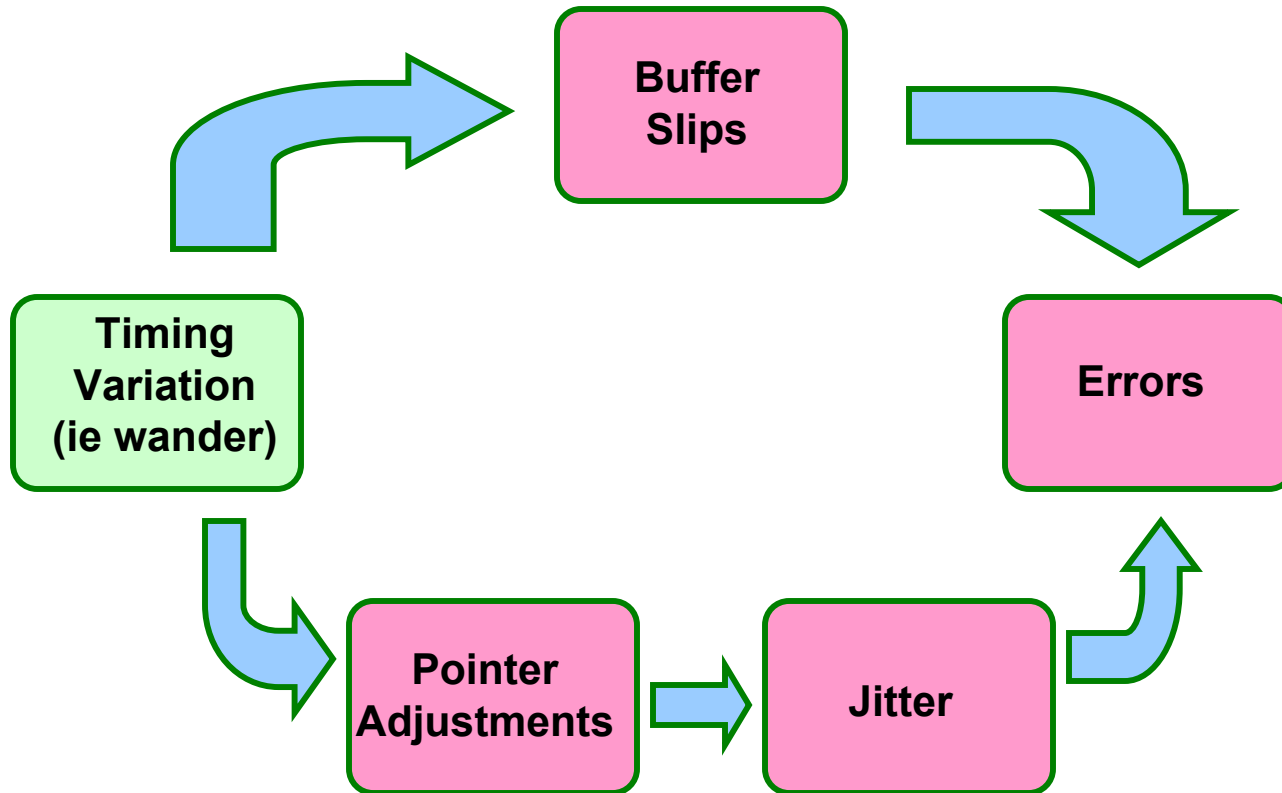 Buffer
Slips
Timing
Variation
(ie wander)
Errors
Pointer
Adjustments
Jitter